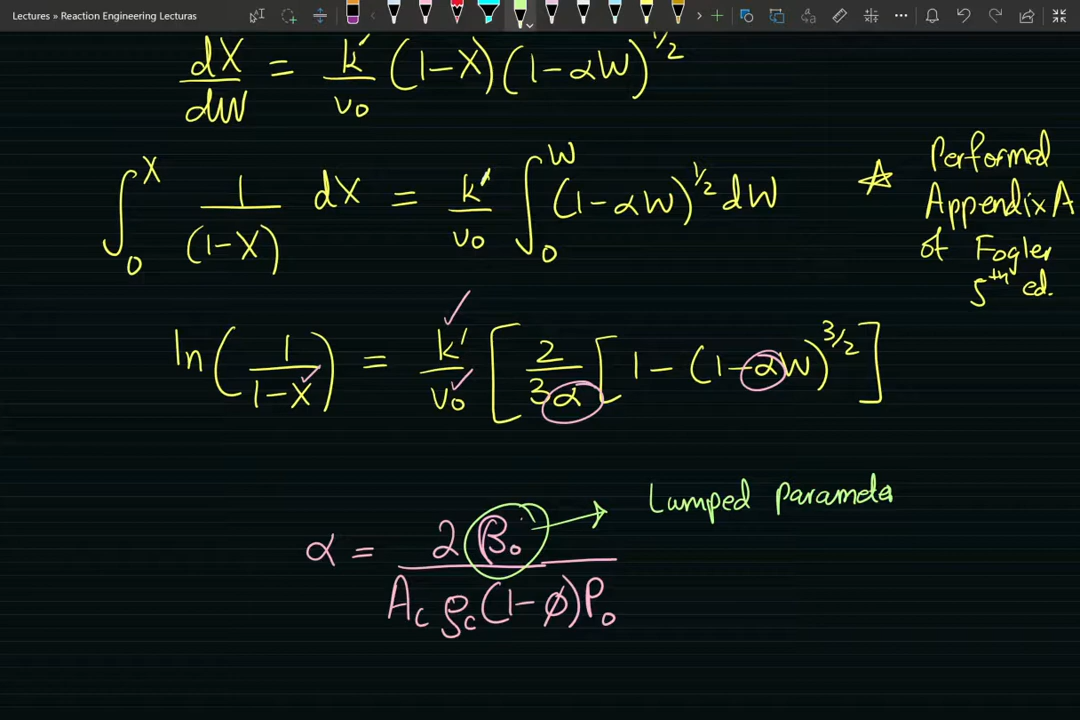 Lectures » Reaction Engineering Lecturas
dX/dW = k'/v₀ (1-X)(1-αW)^1/2
∫₀^X 1/(1-X) dX = k'/v₀ ∫₀^W (1-αW)^1/2 dW
★ Performed
Appendix A
of Fogler
5th ed.
ln(1/(1-X)) = k'/v₀ [2/3α [1-(1-αW)^3/2]
α = 2β₀/A_c ρ_c(1-φ)P₀
Lumped parameter